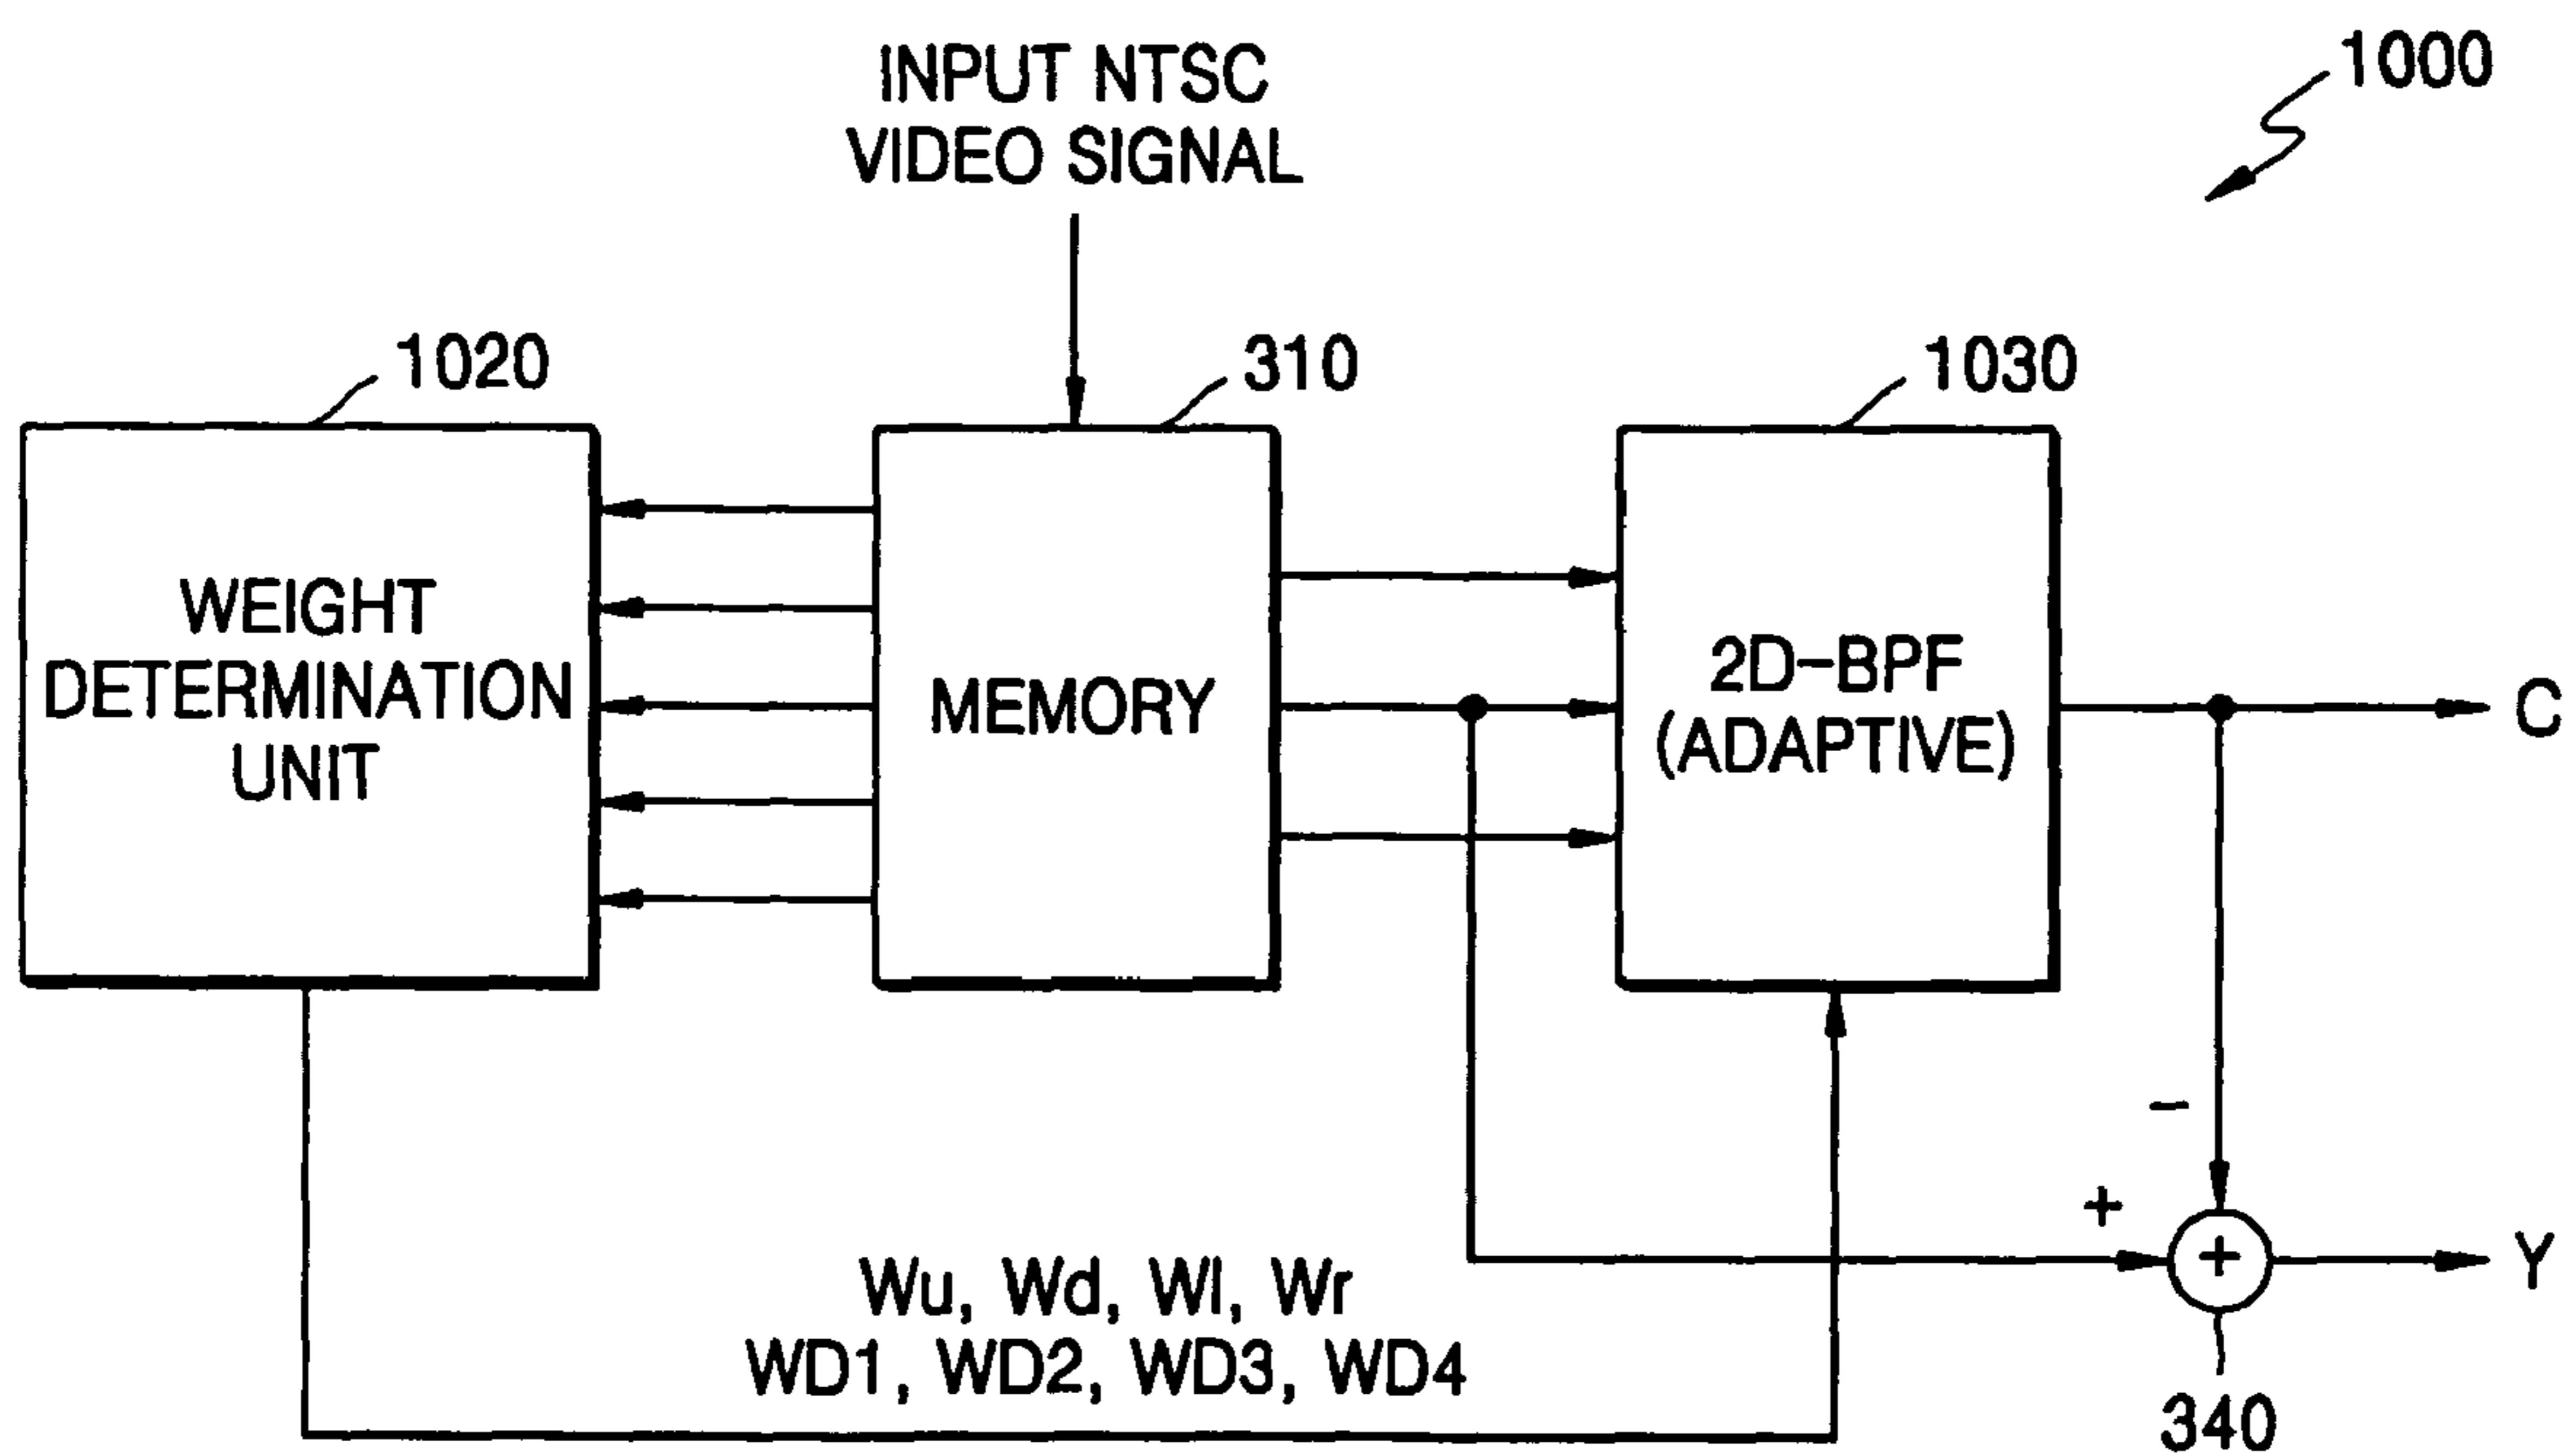 INPUT NTSC
VIDEO SIGNAL
1000
1020
310
1030
WEIGHT
DETERMINATION
UNIT
MEMORY
2D-BPF
(ADAPTIVE)
C
−
+
+
Y
Wu, Wd, Wl, Wr
WD1, WD2, WD3, WD4
340